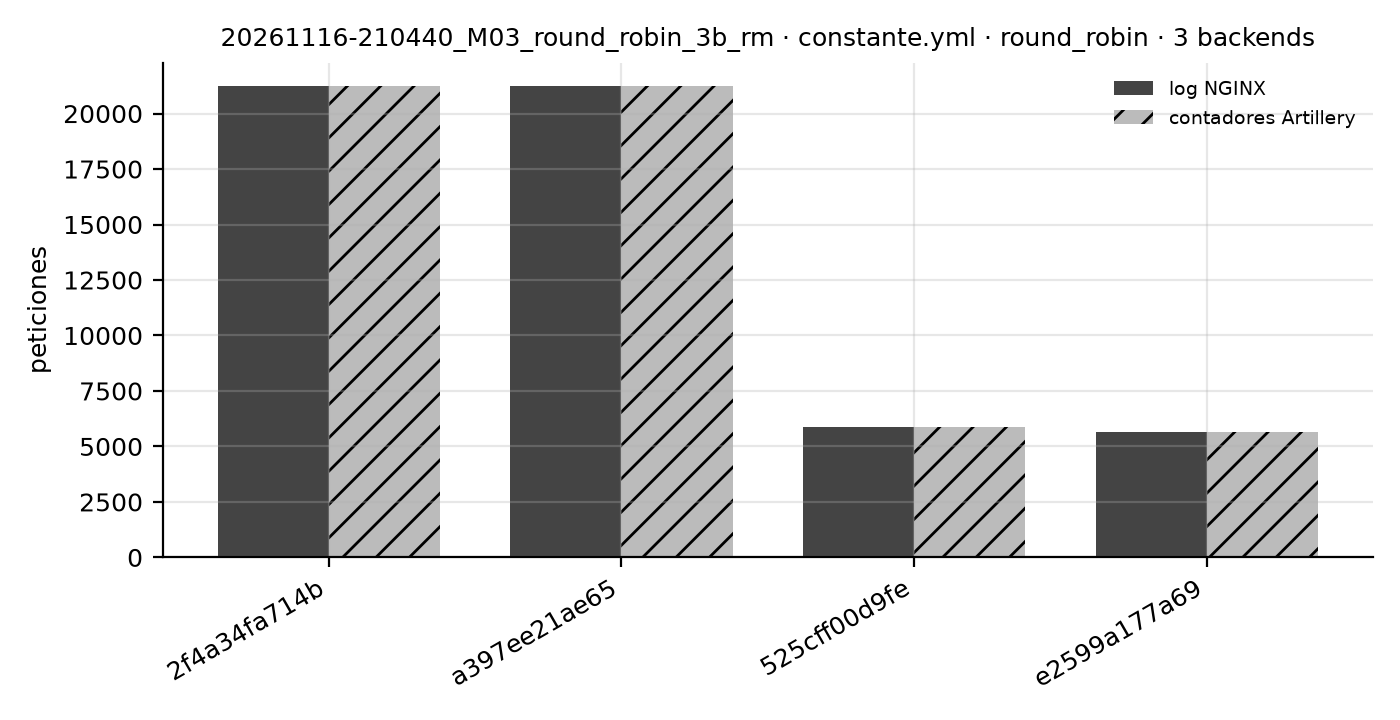 20261116-210440_M03_round_robin_3b_rm · constante.yml · round_robin · 3 backends
log NGINX
contadores Artillery
peticiones
20000
17500
15000
12500
10000
7500
5000
2500
0
2f4a34fa714b
a397ee21ae65
525cff00d9fe
e2599a177a69